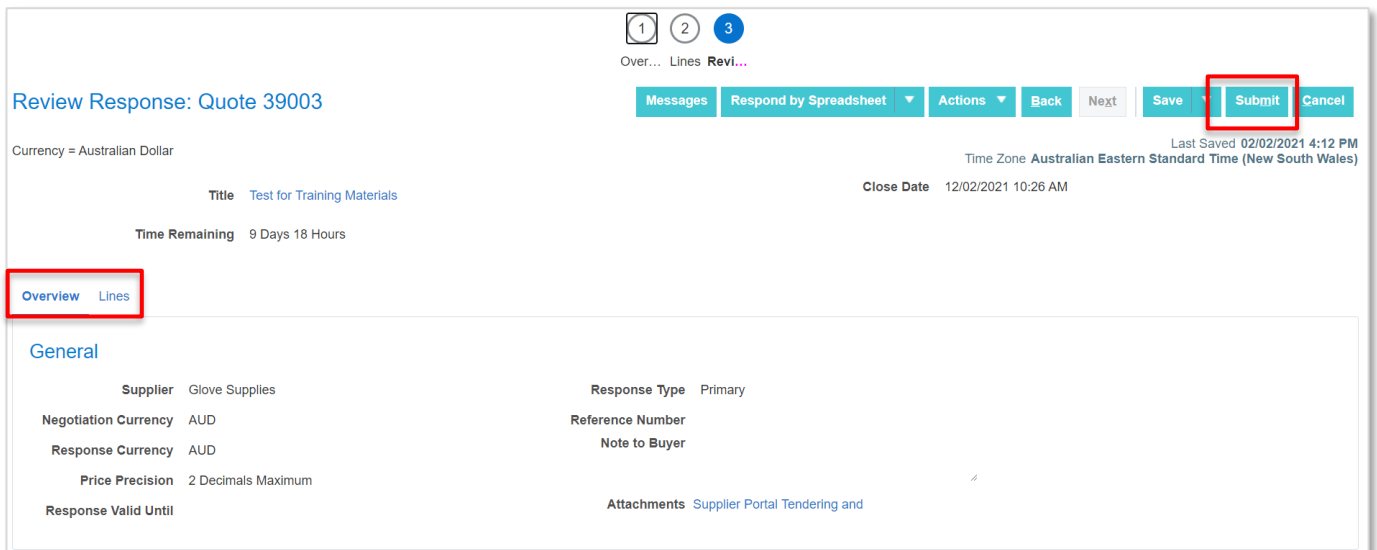 1 2 3
Over… Lines Revi…
Review Response: Quote 39003
Messages Respond by Spreadsheet Actions Back Next Save Submit Cancel
Currency = Australian Dollar
Last Saved 02/02/2021 4:12 PM
Time Zone Australian Eastern Standard Time (New South Wales)
Title Test for Training Materials
Close Date 12/02/2021 10:26 AM
Time Remaining 9 Days 18 Hours
Overview Lines
General
Supplier Glove Supplies
Response Type Primary
Negotiation Currency AUD
Reference Number
Response Currency AUD
Note to Buyer
Price Precision 2 Decimals Maximum
Response Valid Until
Attachments Supplier Portal Tendering and